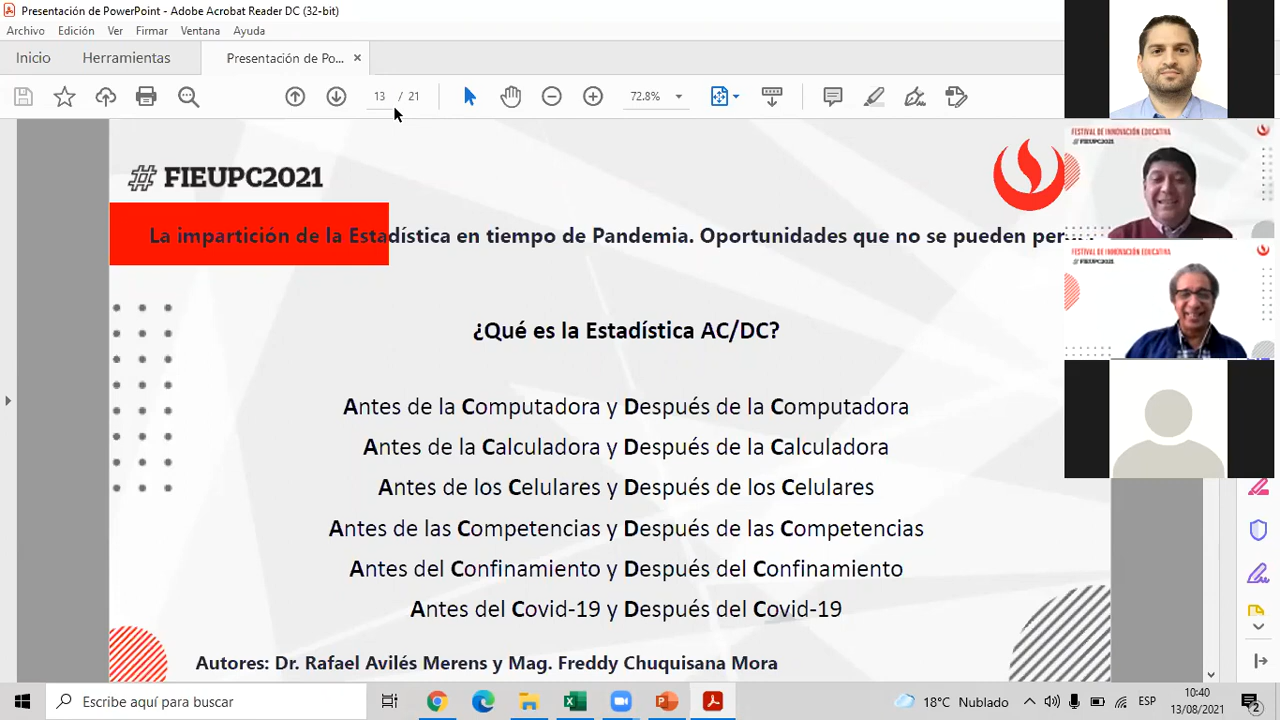 Presentación de PowerPoint - Adobe Acrobat Reader DC (32-bit)
Archivo Edición Ver Firmar Ventana Ayuda
Inicio Herramientas Presentación de Po... ×
13 / 21 72.8%
FESTIVAL DE INNOVACIÓN EDUCATIVA
#FIEUPC2021
# FIEUPC2021
La impartición de la Estadística en tiempo de Pandemia. Oportunidades que no se pueden per
FESTIVAL DE INNOVACIÓN EDUCATIVA
#FIEUPC2021
¿Qué es la Estadística AC/DC?
Antes de la Computadora y Después de la Computadora
Antes de la Calculadora y Después de la Calculadora
Antes de los Celulares y Después de los Celulares
Antes de las Competencias y Después de las Competencias
Antes del Confinamiento y Después del Confinamiento
Antes del Covid-19 y Después del Covid-19
Autores: Dr. Rafael Avilés Merens y Mag. Freddy Chuquisana Mora
Escribe aquí para buscar
18°C Nublado ESP
10:40
13/08/2021
2